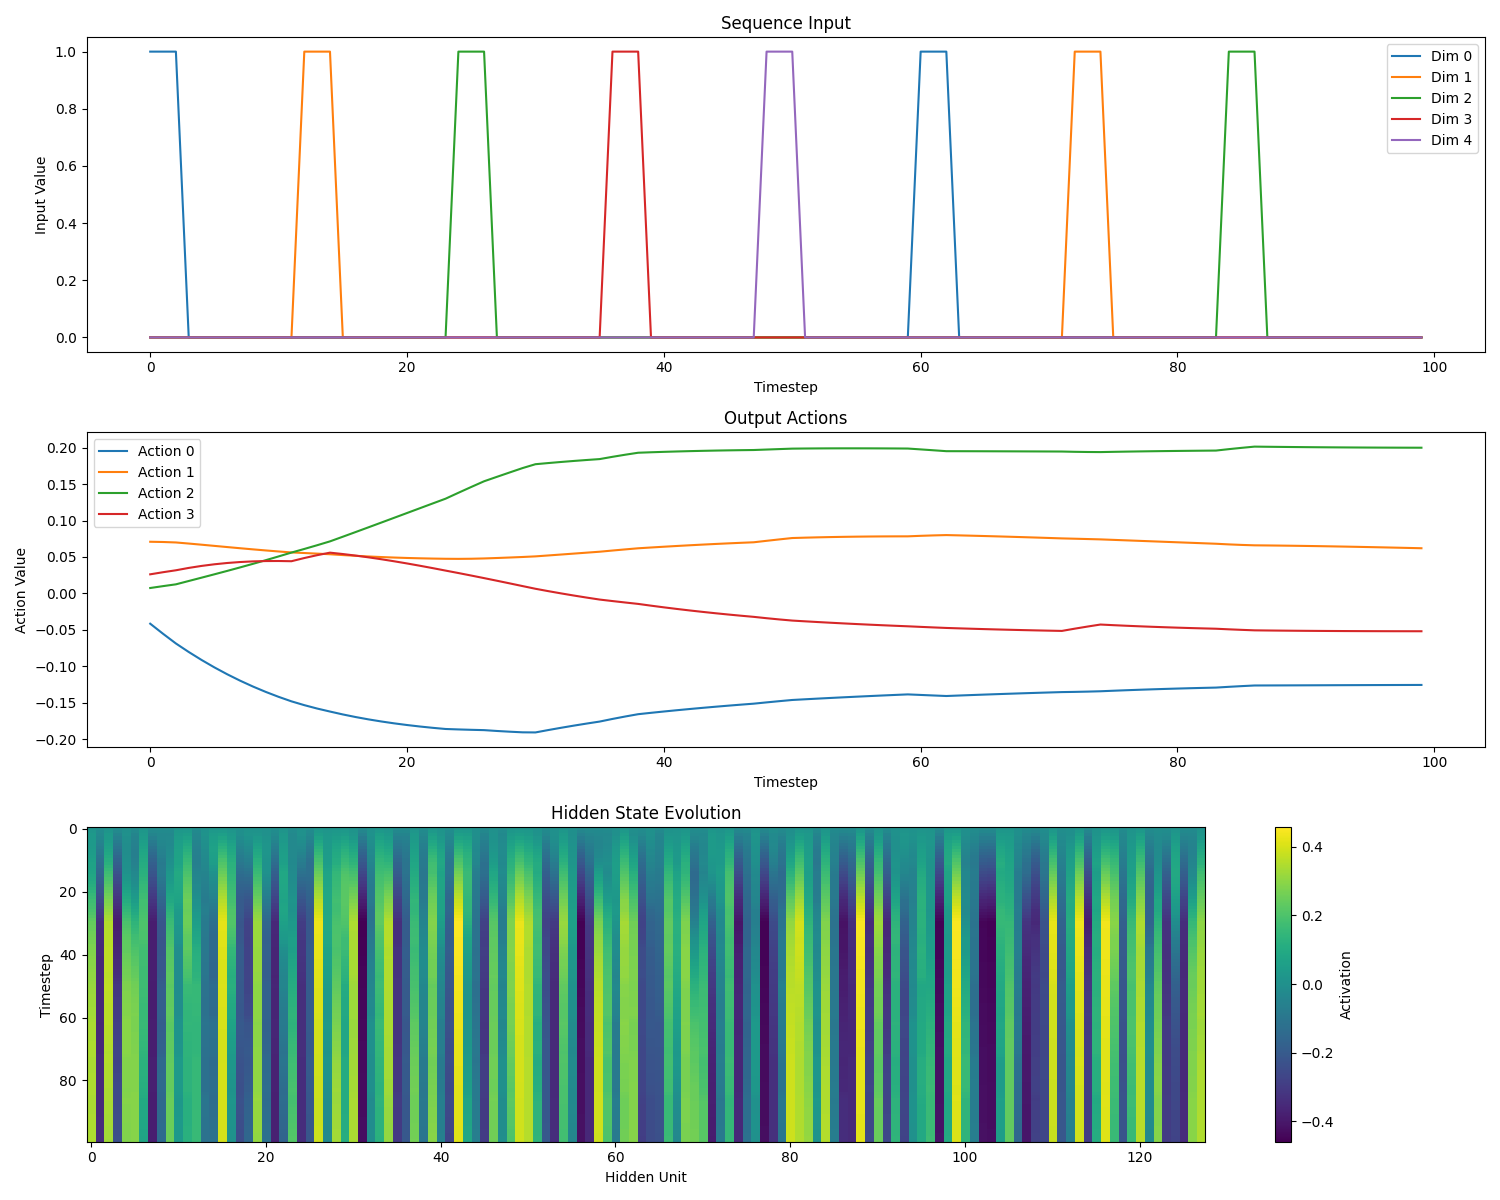 Sequence Input
1.0
0.8
0.6
0.4
0.2
0.0
Input Value
Dim 0
Dim 1
Dim 2
Dim 3
Dim 4
0 20 40 60 80 100
Timestep
Output Actions
0.20
0.15
0.10
0.05
0.00
−0.05
−0.10
−0.15
−0.20
Action Value
Action 0
Action 1
Action 2
Action 3
0 20 40 60 80 100
Timestep
Hidden State Evolution
0
20
40
60
80
Timestep
0 20 40 60 80 100 120
Hidden Unit
0.4
0.2
0.0
−0.2
−0.4
Activation